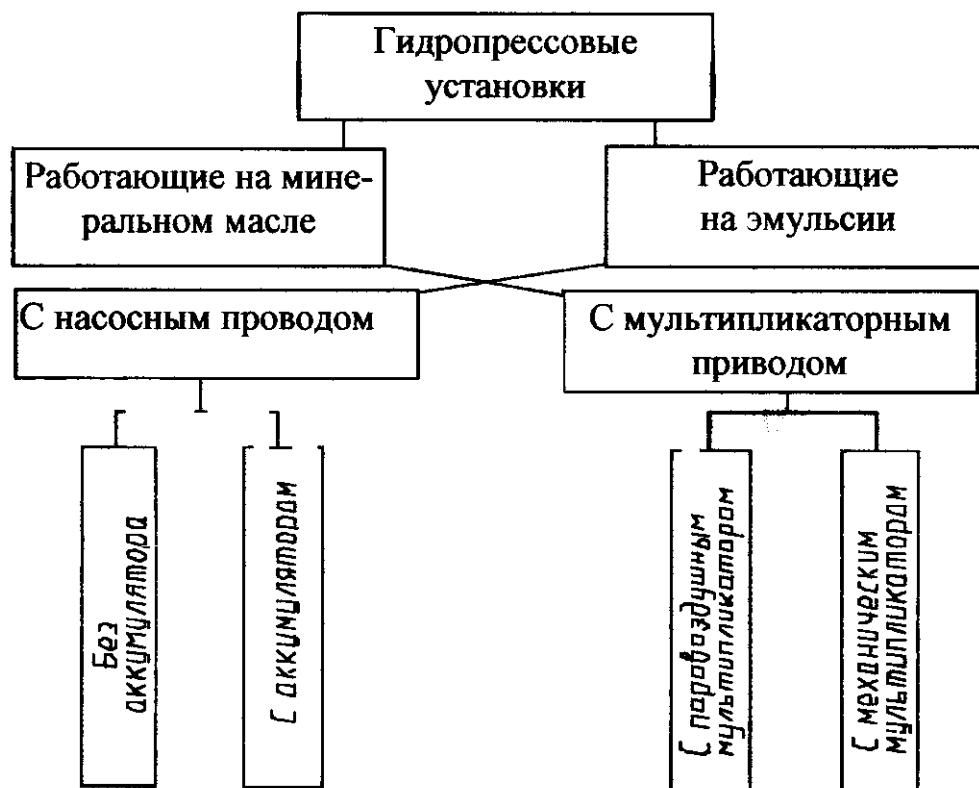 Гидропрессовые
установки
Работающие на мине-
ральном масле
Работающие
на эмульсии
С насосным проводом
С мультипликаторным
приводом
Без
аккумулятора
С аккумулятором
С паровоздушным
мультипликатором
С механическим
мультипликатором